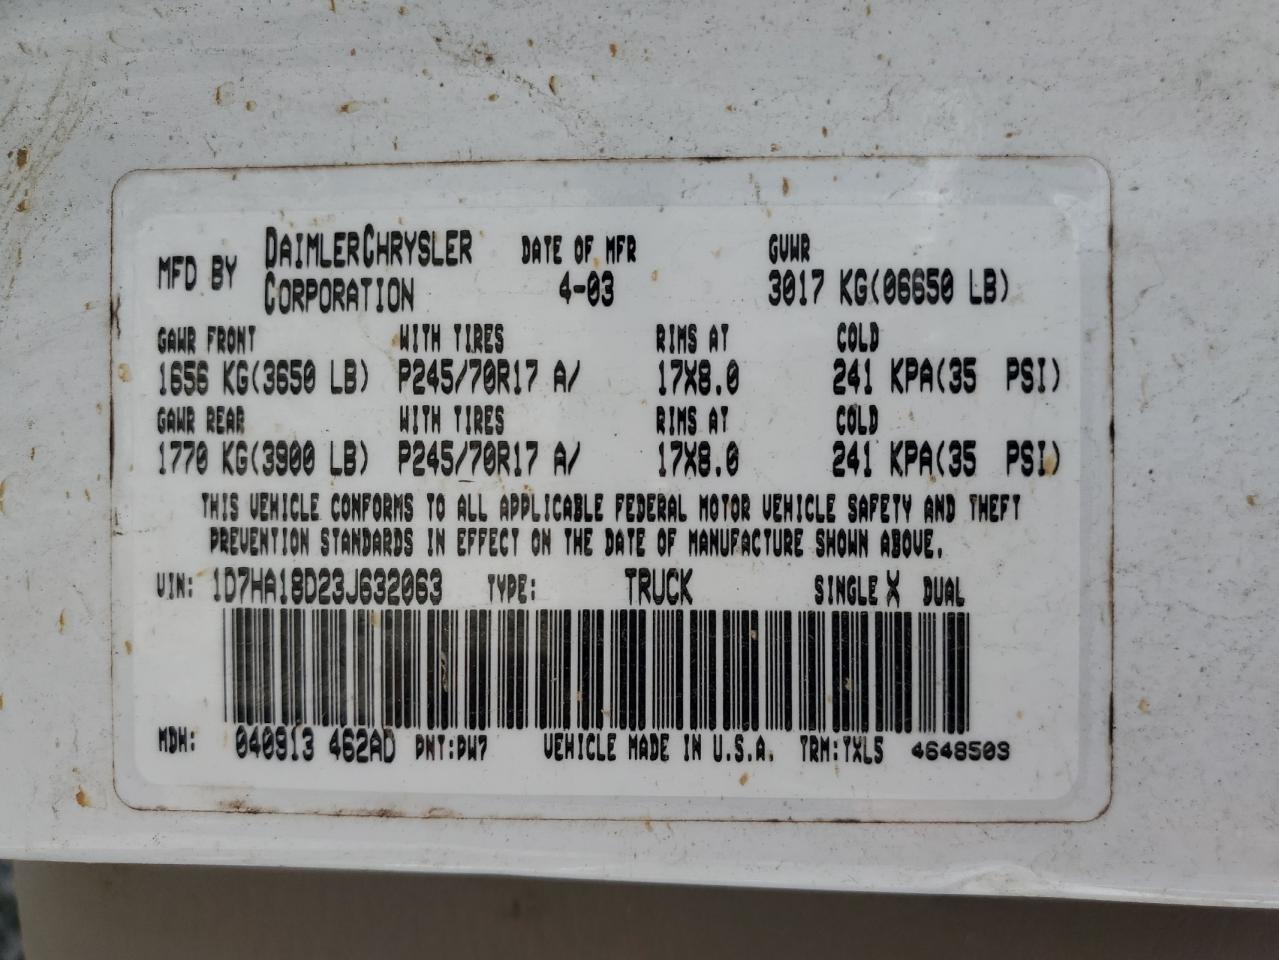 MFD BY DAIMLERCHRYSLER CORPORATION DATE OF MFR 4-03 GVWR 3017 KG(06650 LB)
GAWR FRONT WITH TIRES RIMS AT COLD
1656 KG(3650 LB) P245/70R17 A/ 17X8.0 241 KPA(35 PSI)
GAWR REAR WITH TIRES RIMS AT COLD
1770 KG(3900 LB) P245/70R17 A/ 17X8.0 241 KPA(35 PSI)
THIS VEHICLE CONFORMS TO ALL APPLICABLE FEDERAL MOTOR VEHICLE SAFETY AND THEFT
PREVENTION STANDARDS IN EFFECT ON THE DATE OF MANUFACTURE SHOWN ABOVE.
VIN: 1D7HA18D23J632063 TYPE: TRUCK SINGLE X DUAL
MDH: 040913 462AD PNT:PW7 VEHICLE MADE IN U.S.A. TRM:TXL5 4648509